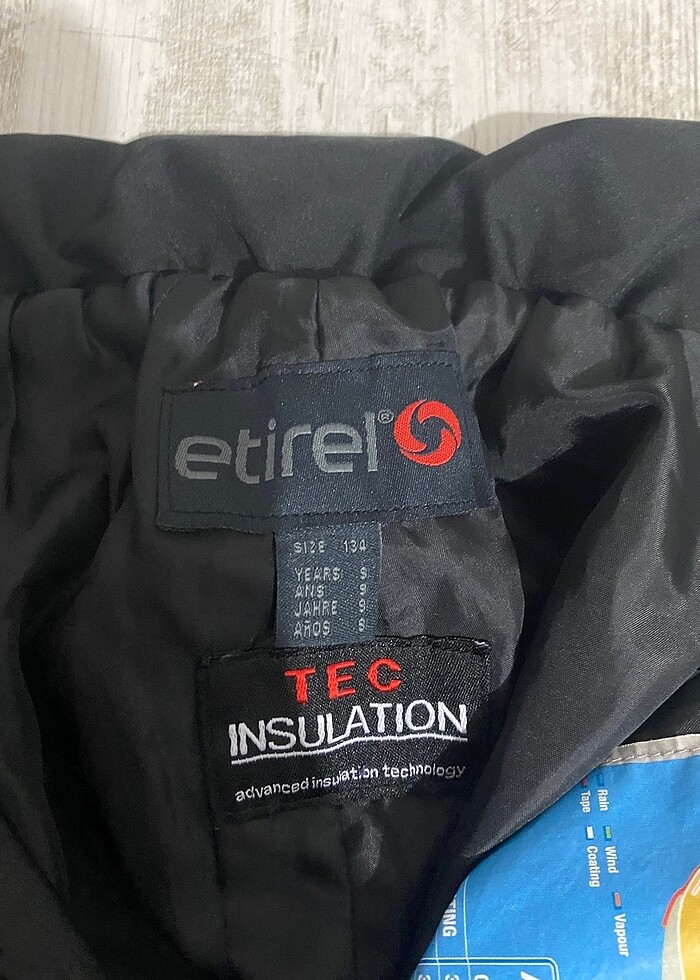 etirel®
SIZE 134
YEARS 9
ANS 9
JAHRE 9
AÑOS 9
TEC
INSULATION
advanced insulation technology
Rain
Wind
Vapour
Tape
Coating